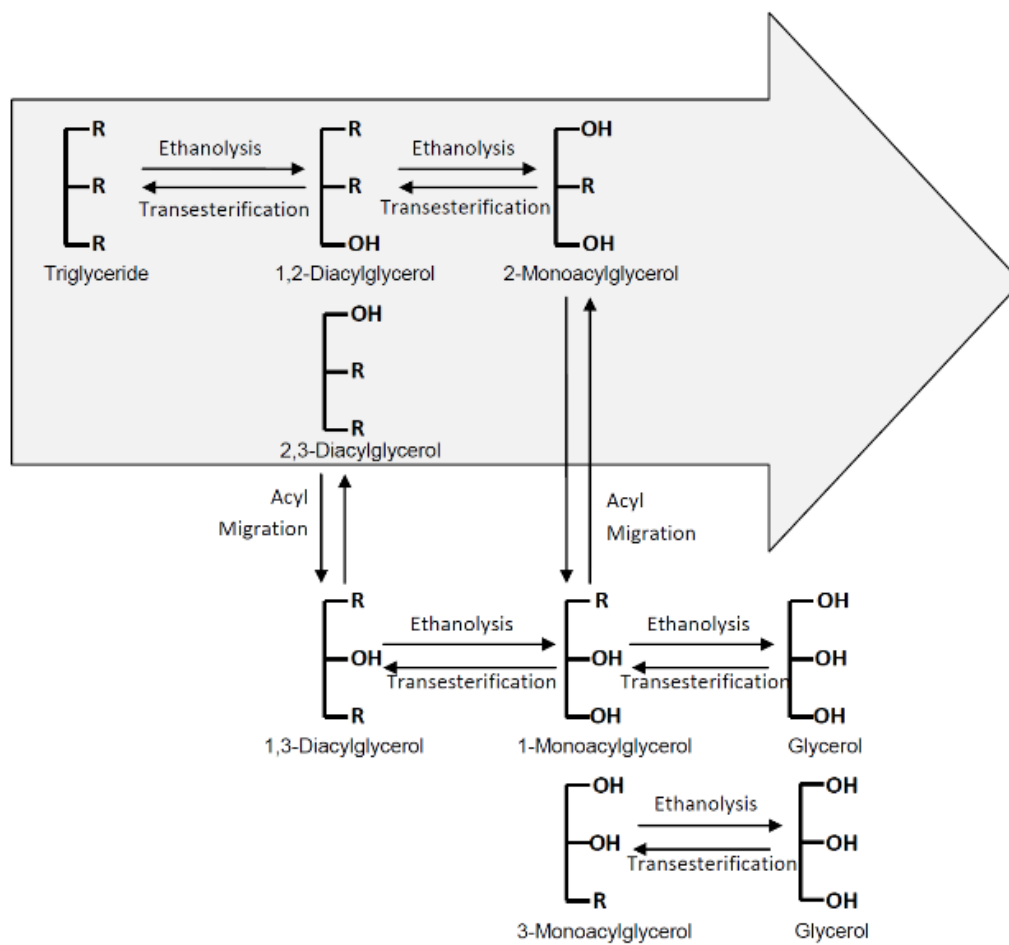 R R OH
Ethanolysis Ethanolysis
R R R
Transesterification Transesterification
R OH OH
Triglyceride 1,2-Diacylglycerol 2-Monoacylglycerol
OH
R
R
2,3-Diacylglycerol
Acyl Acyl
Migration Migration
R R OH
Ethanolysis Ethanolysis
OH OH OH
Transesterification Transesterification
R OH OH
1,3-Diacylglycerol 1-Monoacylglycerol Glycerol
OH OH
Ethanolysis
OH OH
Transesterification
R OH
3-Monoacylglycerol Glycerol